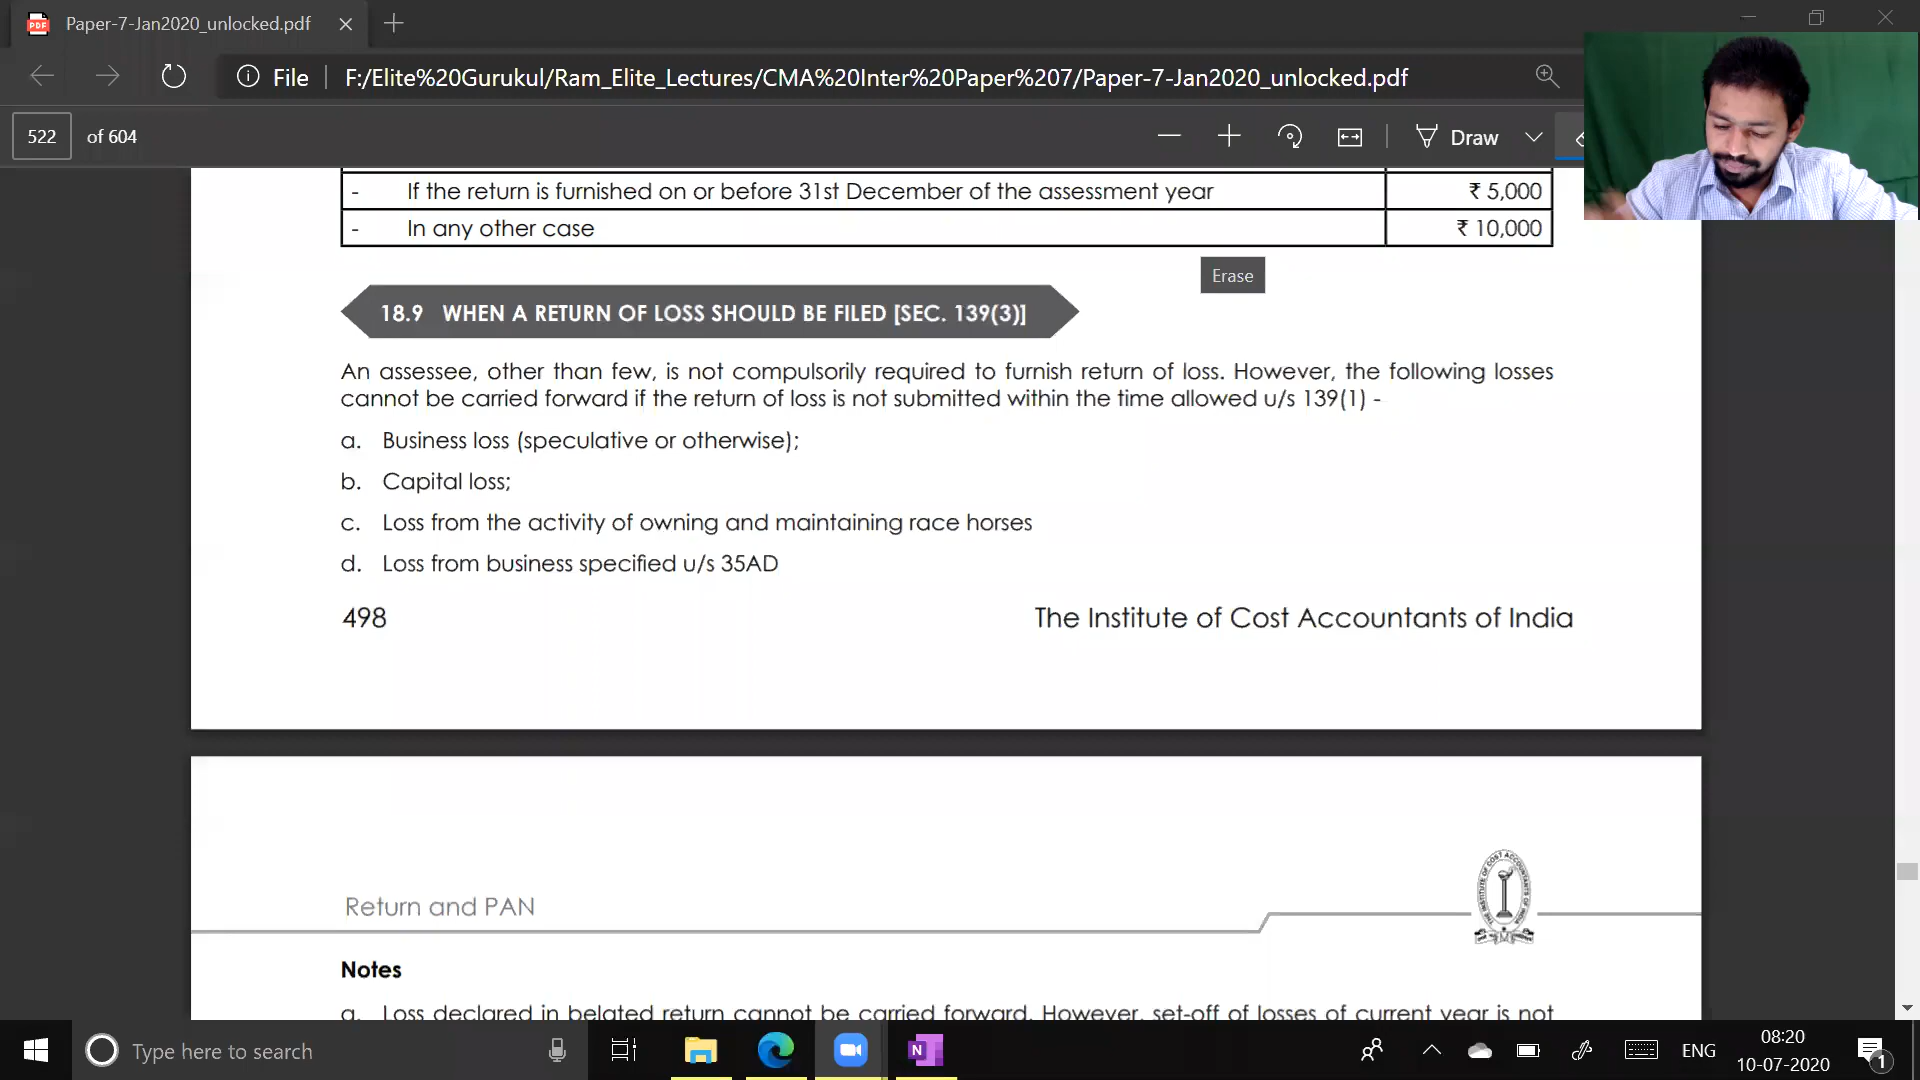 Paper-7-Jan2020_unlocked.pdf
File F:/Elite%20Gurukul/Ram_Elite_Lectures/CMA%20Inter%20Paper%207/Paper-7-Jan2020_unlocked.pdf
522 of 604
Draw
- If the return is furnished on or before 31st December of the assessment year ₹ 5,000
- In any other case ₹ 10,000
Erase
18.9 WHEN A RETURN OF LOSS SHOULD BE FILED [SEC. 139(3)]
An assessee, other than few, is not compulsorily required to furnish return of loss. However, the following losses
cannot be carried forward if the return of loss is not submitted within the time allowed u/s 139(1) -
a. Business loss (speculative or otherwise);
b. Capital loss;
c. Loss from the activity of owning and maintaining race horses
d. Loss from business specified u/s 35AD
498 The Institute of Cost Accountants of India
Return and PAN
Notes
a. Loss declared in belated return cannot be carried forward. However, set-off of losses of current year is not
Type here to search
ENG
08:20
10-07-2020
1